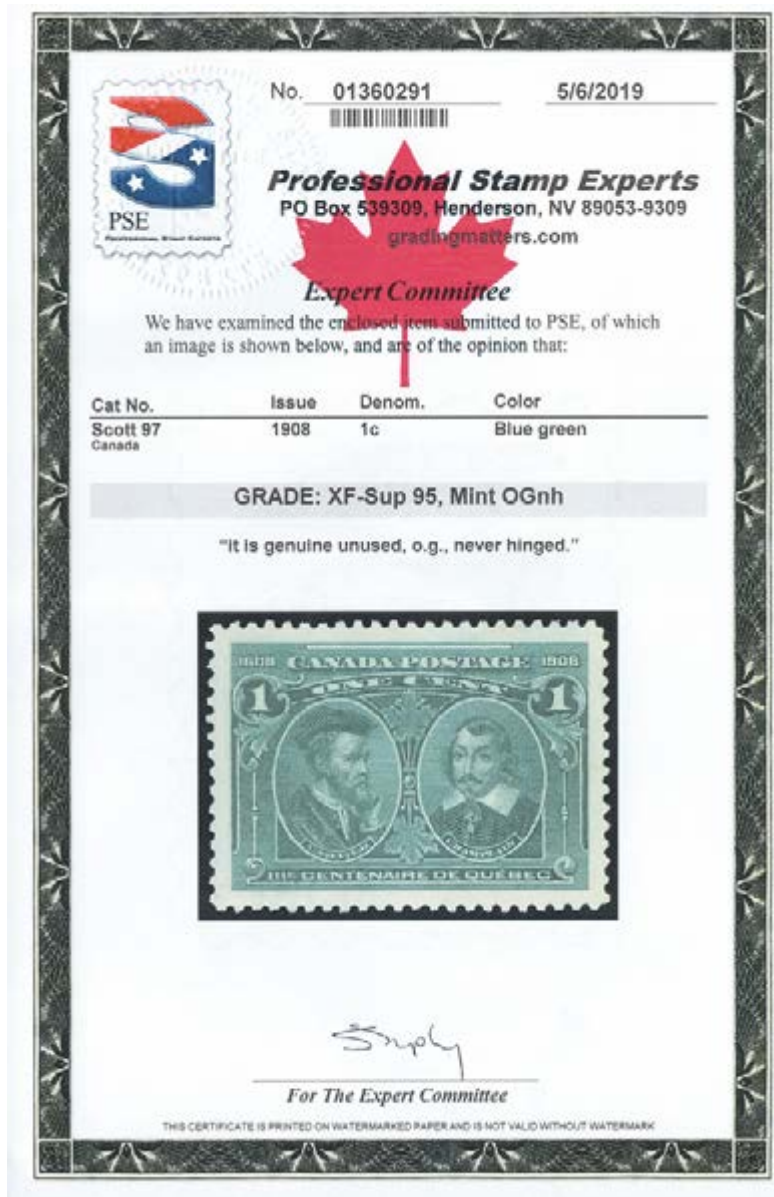 No. 01360291 5/6/2019
PSE
Professional Stamp Experts
Professional Stamp Experts
PO Box 539309, Henderson, NV 89053-9309
gradingmatters.com
Expert Committee
We have examined the enclosed item submitted to PSE, of which
an image is shown below, and are of the opinion that:
Cat No. Issue Denom. Color
Scott 97 1908 1c Blue green
Canada
GRADE: XF-Sup 95, Mint OGnh
"it is genuine unused, o.g., never hinged."
1608 CANADA POSTAGE 1908
1 ONE 1
CHAMPLAIN
IIIe CENTENAIRE DE QUÉBEC
For The Expert Committee
THIS CERTIFICATE IS PRINTED ON WATERMARKED PAPER AND IS NOT VALID WITHOUT WATERMARK